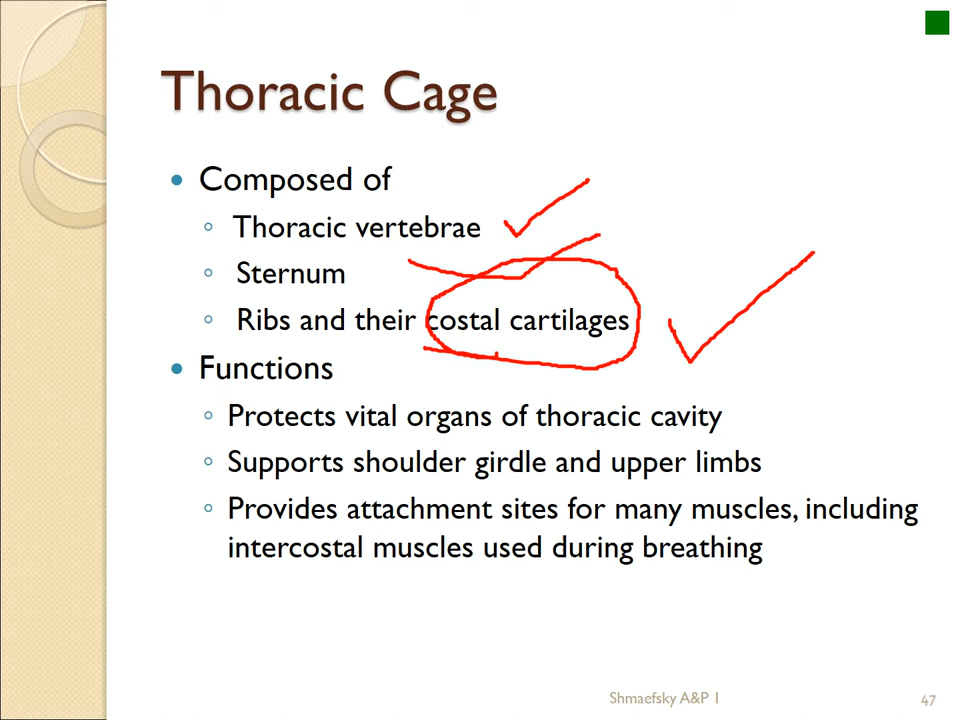 Thoracic Cage
Composed of
Thoracic vertebrae
Sternum
Ribs and their costal cartilages
Functions
Protects vital organs of thoracic cavity
Supports shoulder girdle and upper limbs
Provides attachment sites for many muscles, including
intercostal muscles used during breathing
Shmaefsky A&P 1
47